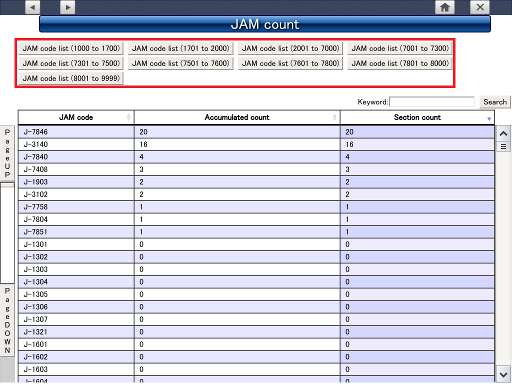 JAM count
JAM code list (1000 to 1700) JAM code list (1701 to 2000) JAM code list (2001 to 7000) JAM code list (7001 to 7300)
JAM code list (7301 to 7500) JAM code list (7501 to 7600) JAM code list (7601 to 7800) JAM code list (7801 to 8000)
JAM code list (8001 to 9999)
Keyword: Search
JAM code Accumulated count Section count
J-7846 20 20
J-3140 16 16
J-7840 4 4
J-7408 3 3
J-1903 2 2
J-3102 2 2
J-7758 1 1
J-7804 1 1
J-7851 1 1
J-1301 0 0
J-1302 0 0
J-1303 0 0
J-1304 0 0
J-1305 0 0
J-1306 0 0
J-1307 0 0
J-1321 0 0
J-1601 0 0
J-1602 0 0
J-1603 0 0
J-1604 0 0
PageUP
PageDOWN